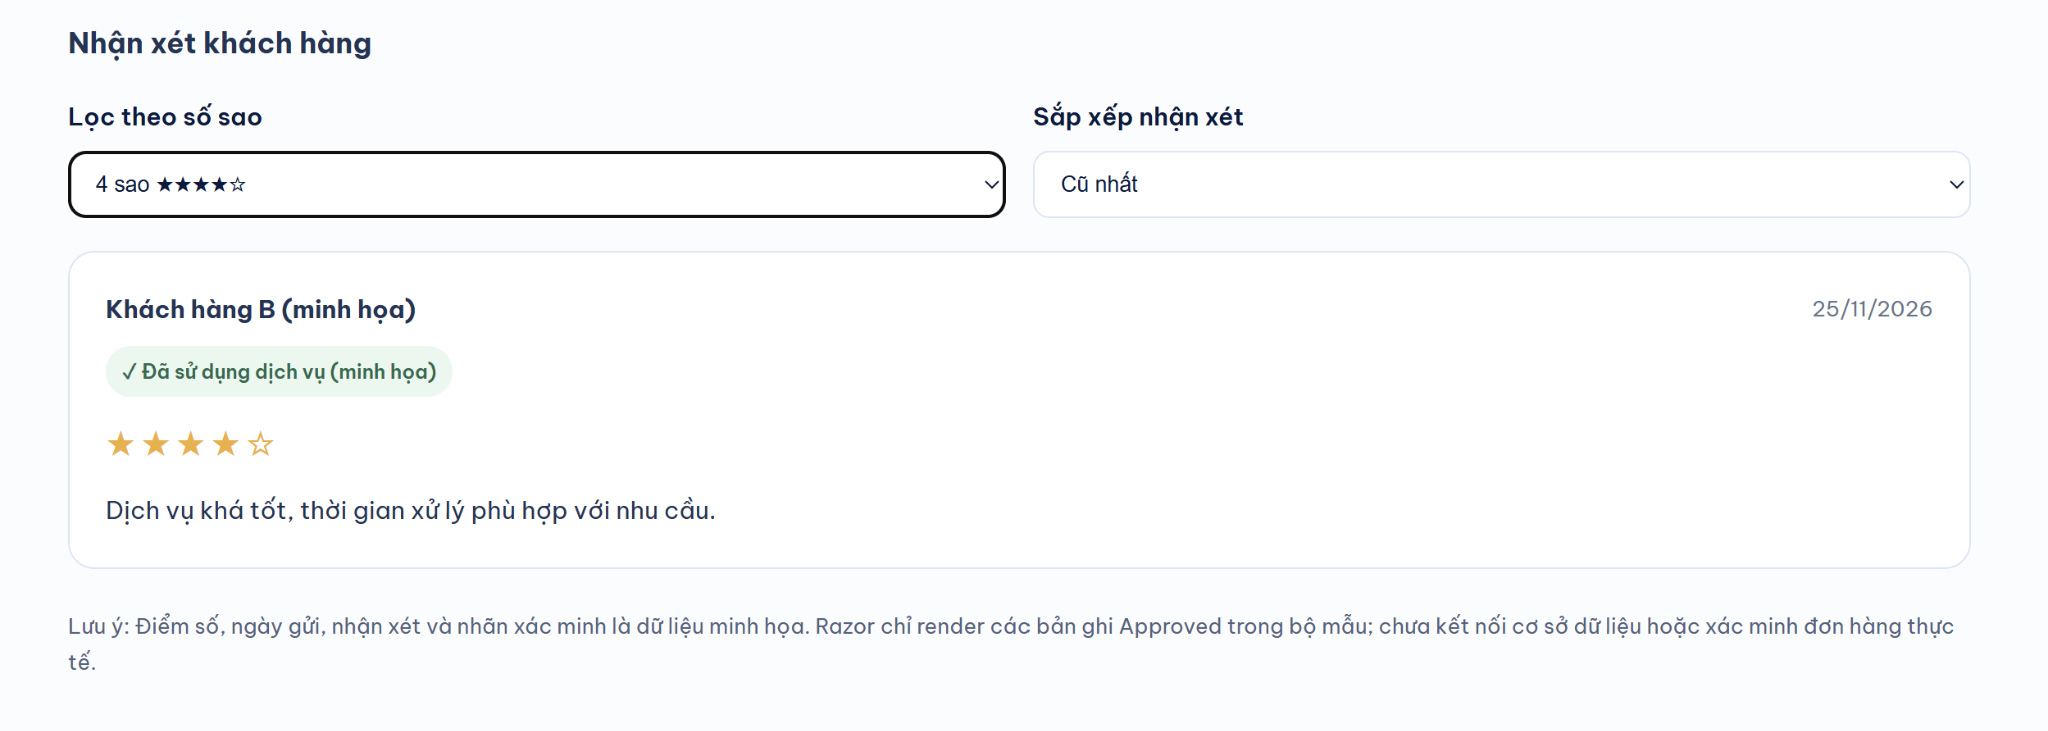 Nhận xét khách hàng
Lọc theo số sao
Sắp xếp nhận xét
4 sao ★★★★☆
Cũ nhất
Khách hàng B (minh họa)
25/11/2026
✓ Đã sử dụng dịch vụ (minh họa)
★★★★☆
Dịch vụ khá tốt, thời gian xử lý phù hợp với nhu cầu.
Lưu ý: Điểm số, ngày gửi, nhận xét và nhãn xác minh là dữ liệu minh họa. Razor chỉ render các bản ghi Approved trong bộ mẫu; chưa kết nối cơ sở dữ liệu hoặc xác minh đơn hàng thực
tế.